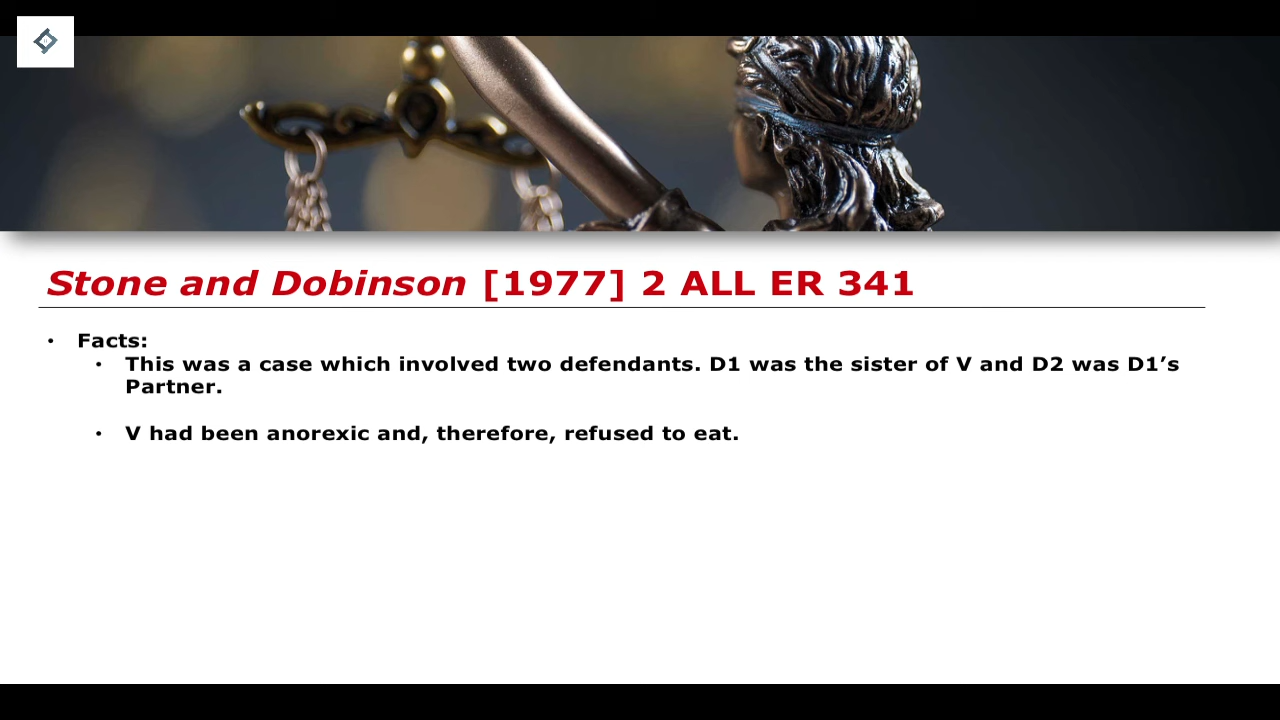 Stone and Dobinson [1977] 2 ALL ER 341
• Facts:
• This was a case which involved two defendants. D1 was the sister of V and D2 was D1’s
Partner.
• V had been anorexic and, therefore, refused to eat.